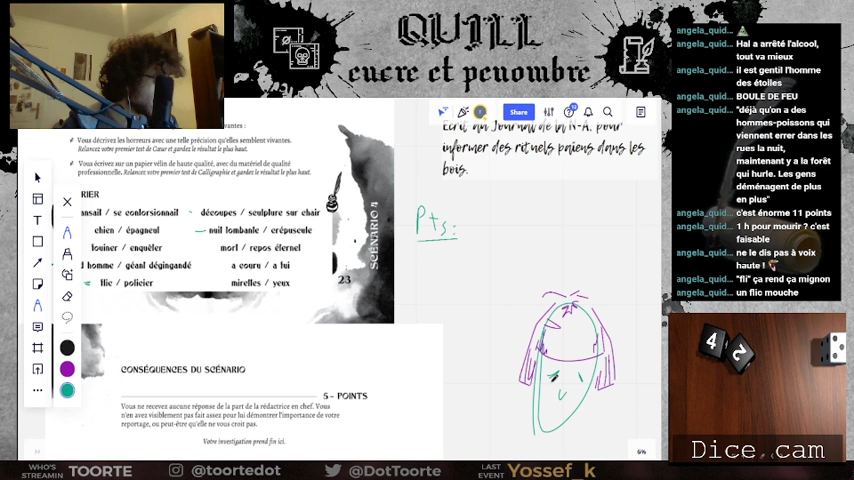 QUILL
encre et penombre
Share
Ecrit au Journal de la N-A, pour
informer des rituels païens dans les
bois.
Pts:
vantes :
Vous décrivez les horreurs avec une telle précision qu'elles semblent vivantes.
Relancez votre premier test de Cœur et gardez le résultat le plus haut.
Vous écrivez sur un papier vélin de haute qualité, avec du matériel de qualité
professionnelle. Relancez votre premier test de Calligraphie et gardez le résultat le plus haut.
RIER
ansait / se contorsionnait
découpes / sculpture sur chair
chien / épagneul
nuit tombante / crépuscule
fouiner / enquêter
mort / repos éternel
d homme / géant dégingandé
a couru / a fui
flic / policier
mirettes / yeux
SCÉNARIO 4
23
CONSÉQUENCES DU SCÉNARIO
5 - POINTS
Vous ne recevez aucune réponse de la part de la rédactrice en chef. Vous
n'en avez visiblement pas fait assez pour lui démontrer l'importance de votre
reportage, ou peut-être qu'elle ne vous croit pas.
Votre investigation prend fin ici.
6%
angela_quid...
angela_quid... Hal a arrêté l'alcool,
tout va mieux
angela_quid... il est gentil l'homme
des étoiles
angela_quid... BOULE DE FEU
angela_quid... "déjà qu'on a des
hommes-poissons qui
viennent errer dans les
rues la nuit,
maintenant y a la forêt
qui hurle. Les gens
déménagent de plus
en plus"
angela_quid... c'est énorme 11 points
angela_quid... 1 h pour mourir ? c'est
faisable
angela_quid... ne le dis pas à voix
haute !
angela_quid... "fli" ça rend ça mignon
angela_quid... un flic mouche
4
2
Dice.cam
WHO'S
STREAMIN
TOORTE
@toortedot
@DotToorte
LAST
EVENT
Yossef_k